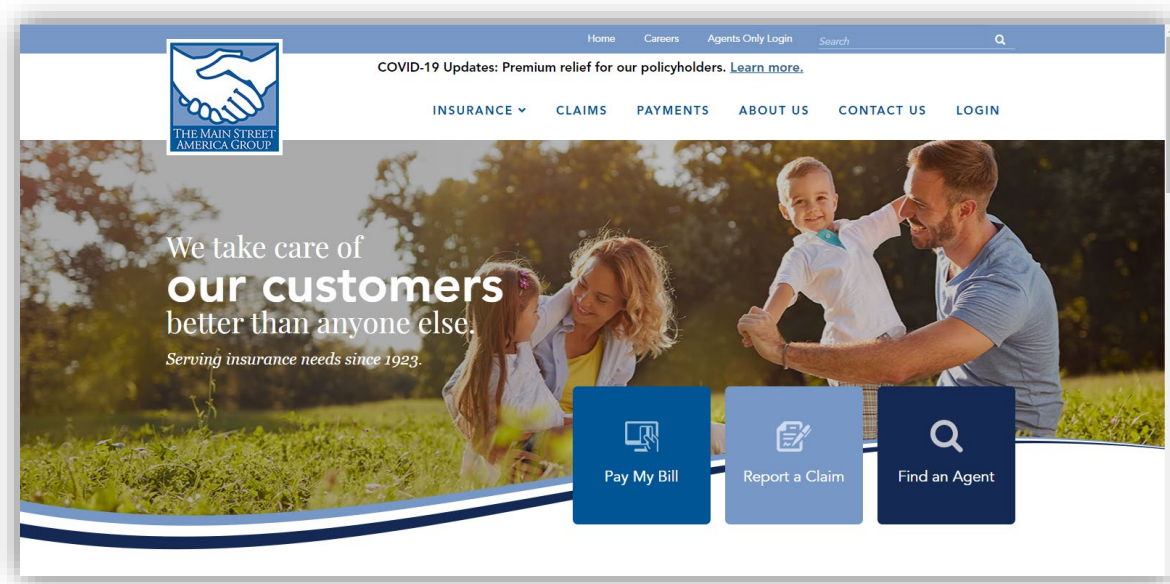 Home Careers Agents Only Login Search
COVID-19 Updates: Premium relief for our policyholders. Learn more.
THE MAIN STREET
AMERICA GROUP
INSURANCE CLAIMS PAYMENTS ABOUT US CONTACT US LOGIN
We take care of
our customers
better than anyone else.
Serving insurance needs since 1923.
Pay My Bill Report a Claim Find an Agent